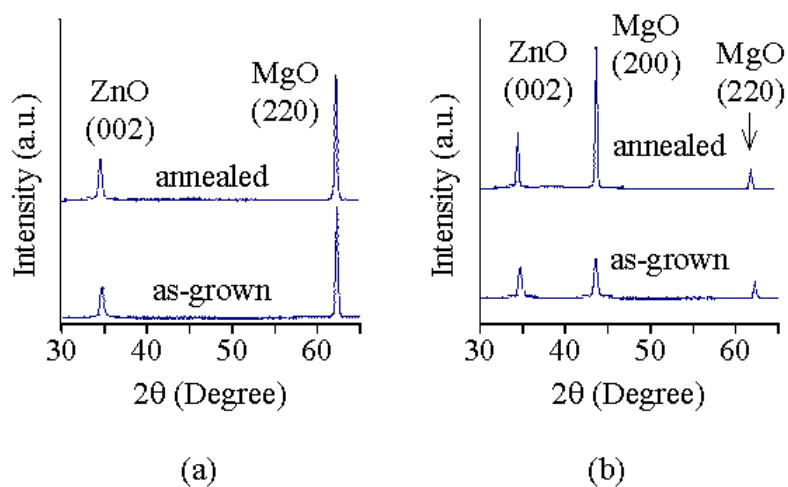 ZnO
(002)
MgO
(220)
annealed
as-grown
Intensity (a.u.)
30 40 50 60
2θ (Degree)
(a)
ZnO
(002)
MgO
(200)
MgO
(220)
annealed
as-grown
Intensity (a.u.)
30 40 50 60
2θ (Degree)
(b)